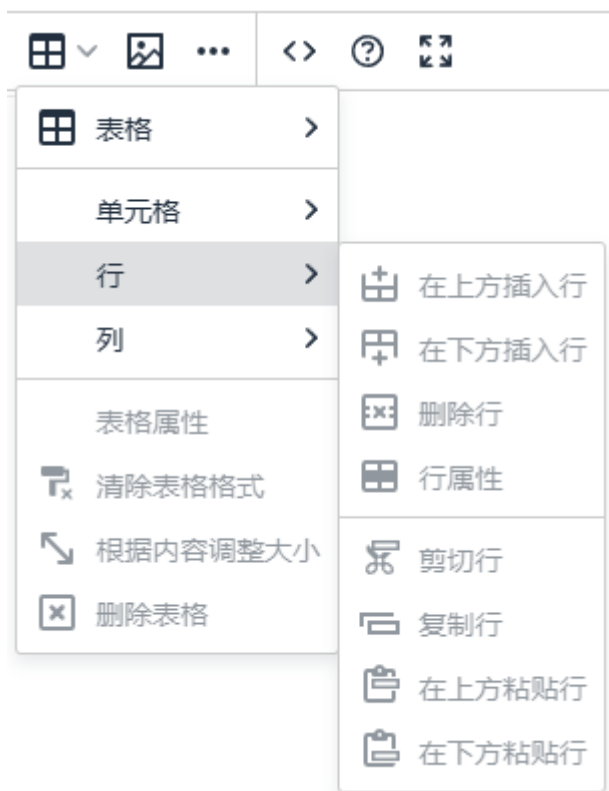 表格
单元格
行
列
表格属性
清除表格格式
根据内容调整大小
删除表格
在上方插入行
在下方插入行
删除行
行属性
剪切行
复制行
在上方粘贴行
在下方粘贴行